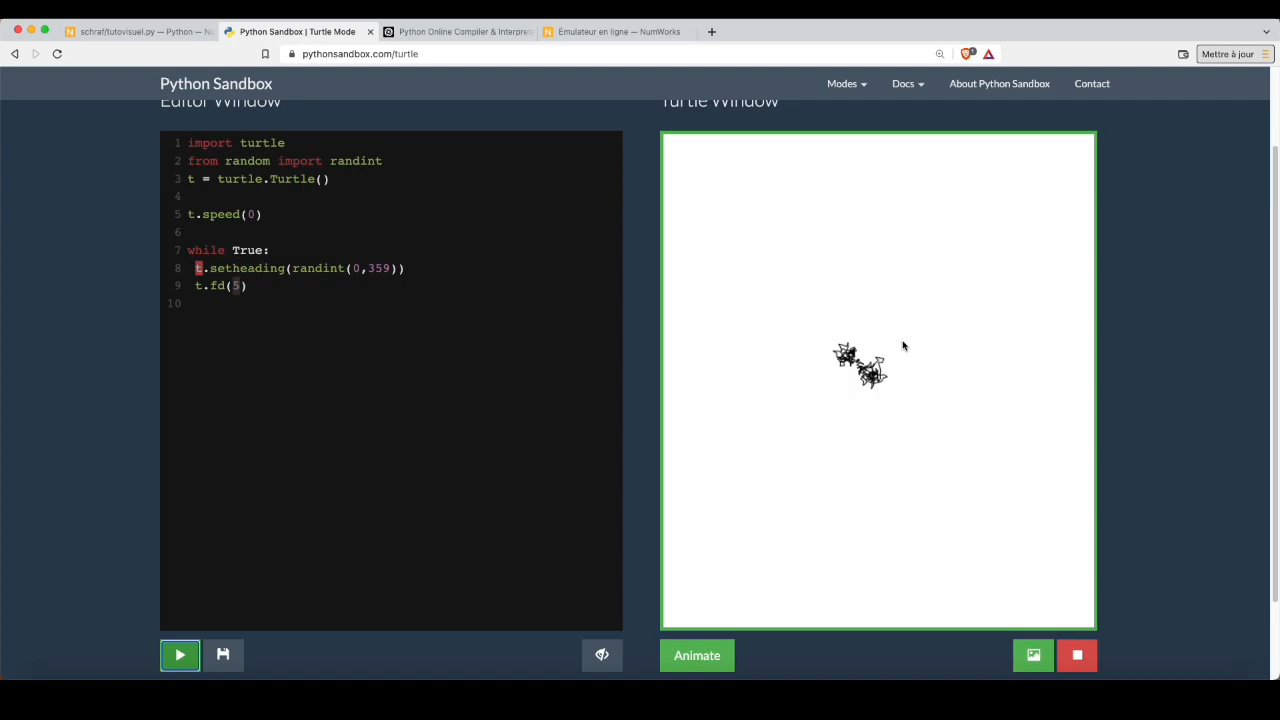 schraf/tutovisuel.py — Python — Nu
Python Sandbox | Turtle Mode
Python Online Compiler & Interpret
Émulateur en ligne — NumWorks
pythonsandbox.com/turtle
Mettre à jour
Python Sandbox
Modes
Docs
About Python Sandbox
Contact
Editor Window
Turtle Window
1 import turtle
2 from random import randint
3 t = turtle.Turtle()
4
5 t.speed(0)
6
7 while True:
8 t.setheading(randint(0,359))
9 t.fd(5)
10
Animate